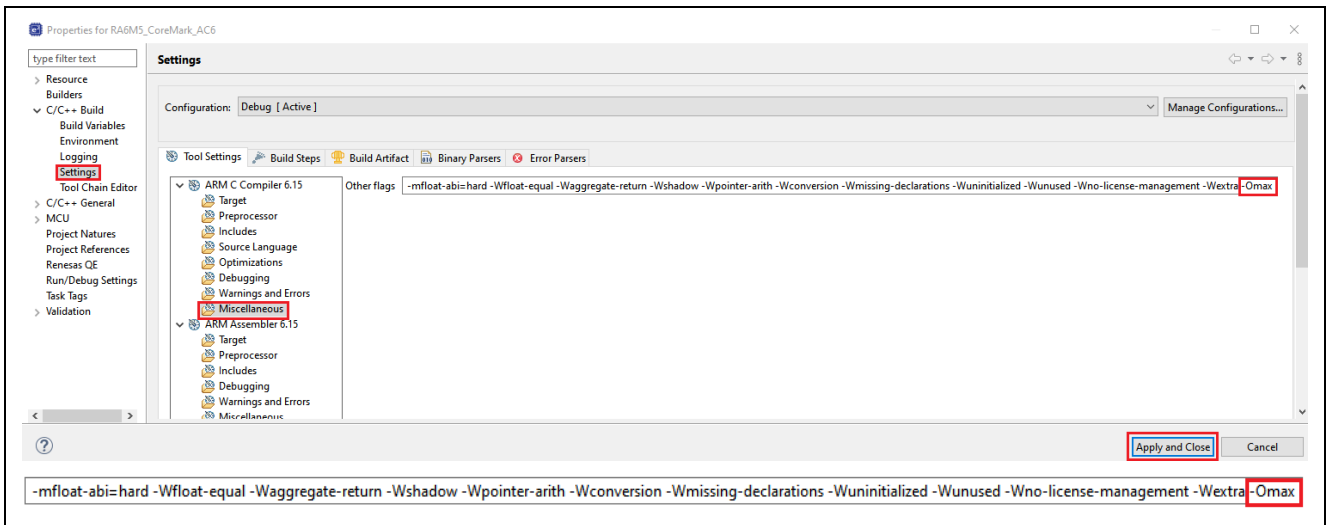 Properties for RA6M5_CoreMark_AC6
type filter text
Settings
Resource
Builders
C/C++ Build
Build Variables
Environment
Logging
Settings
Tool Chain Editor
C/C++ General
MCU
Project Natures
Project References
Renesas QE
Run/Debug Settings
Task Tags
Validation
Configuration: Debug [ Active ] Manage Configurations...
Tool Settings Build Steps Build Artifact Binary Parsers Error Parsers
ARM C Compiler 6.15
Target
Preprocessor
Includes
Source Language
Optimizations
Debugging
Warnings and Errors
Miscellaneous
ARM Assembler 6.15
Target
Preprocessor
Includes
Debugging
Warnings and Errors
Miscellaneous
Other flags -mfloat-abi=hard -Wfloat-equal -Waggregate-return -Wshadow -Wpointer-arith -Wconversion -Wmissing-declarations -Wuninitialized -Wunused -Wno-license-management -Wextra -Omax
Apply and Close Cancel
-mfloat-abi=hard -Wfloat-equal -Waggregate-return -Wshadow -Wpointer-arith -Wconversion -Wmissing-declarations -Wuninitialized -Wunused -Wno-license-management -Wextra -Omax